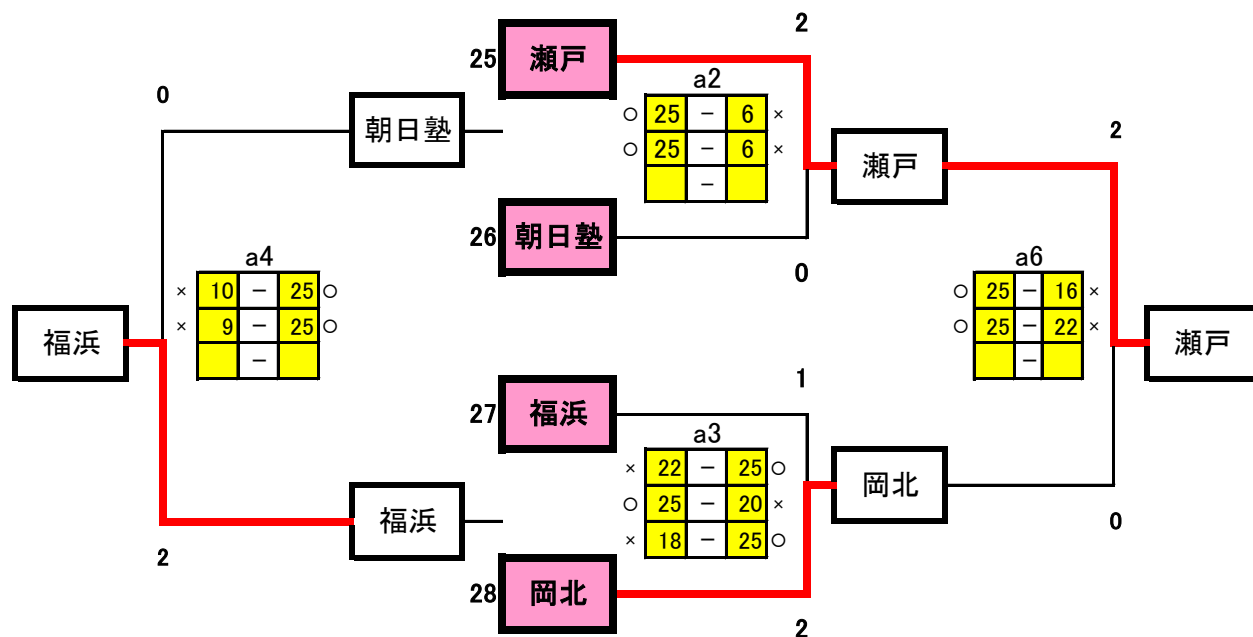 2
25 瀬戸
a2
0
○ 25 − 6 ×
朝日塾
2
○ 25 − 6 ×
瀬戸
−
26 朝日塾
a4
0
a6
× 10 − 25 ○
○ 25 − 16 ×
× 9 − 25 ○
○ 25 − 22 ×
福浜
瀬戸
−
−
1
27 福浜
a3
× 22 − 25 ○
岡北
○ 25 − 20 ×
福浜
0
× 18 − 25 ○
2
28 岡北
2